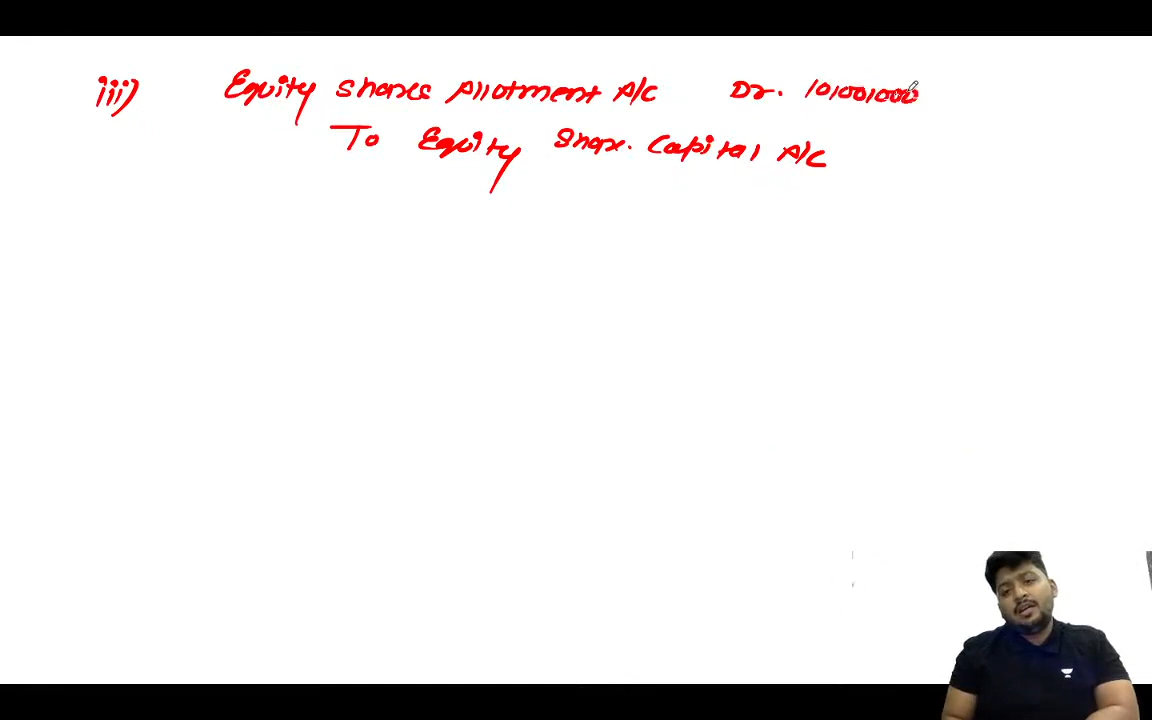 iii) Equity Shares Allotment A/c Dr. 10,00,000
To Equity Share. Capital A/c